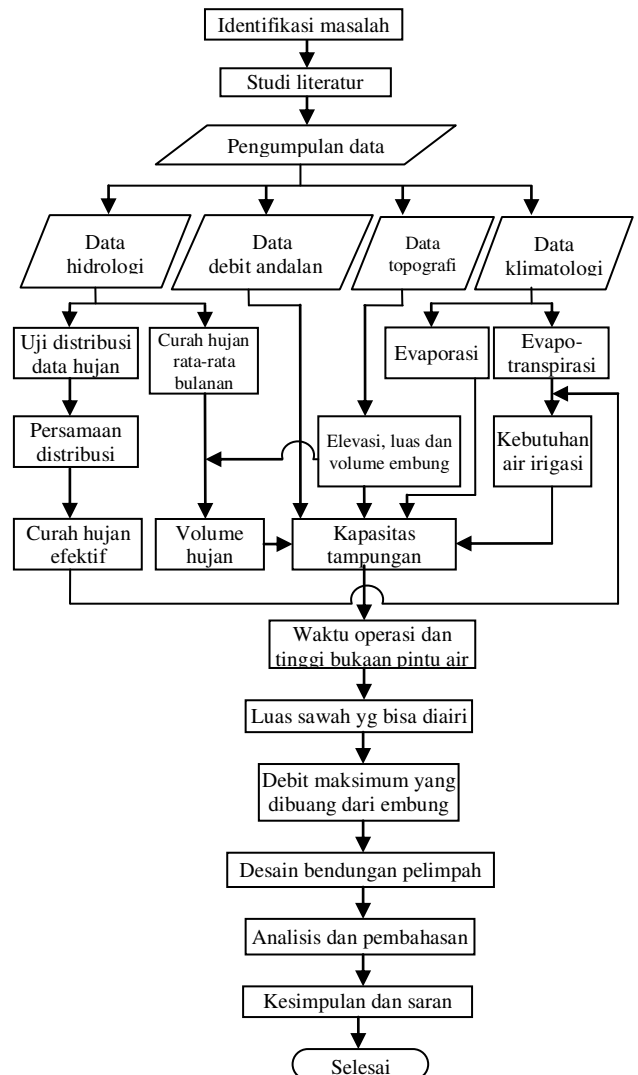 Identifikasi masalah
Studi literatur
Pengumpulan data
Data
hidrologi
Data
debit andalan
Data
topografi
Data
klimatologi
Uji distribusi
data hujan
Curah hujan
rata-rata
bulanan
Evaporasi
Evapo-
transpirasi
Persamaan
distribusi
Elevasi, luas dan
volume embung
Kebutuhan
air irigasi
Curah hujan
efektif
Volume
hujan
Kapasitas
tampungan
Waktu operasi dan
tinggi bukaan pintu air
Luas sawah yg bisa diairi
Debit maksimum yang
dibuang dari embung
Desain bendungan pelimpah
Analisis dan pembahasan
Kesimpulan dan saran
Selesai